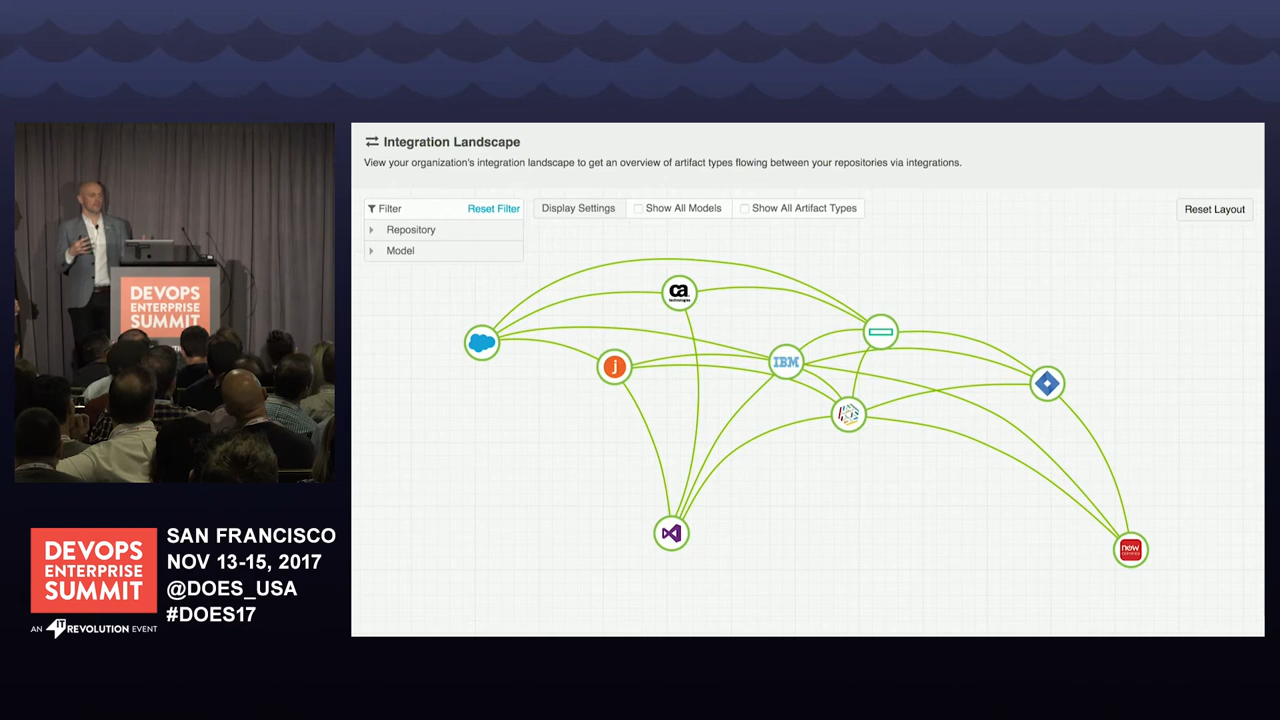 Integration Landscape
View your organization's integration landscape to get an overview of artifact types flowing between your repositories via integrations.
Filter
Reset Filter
Display Settings
Show All Models
Show All Artifact Types
Reset Layout
Repository
Model
ca
technologies
j
IBM
now
DEVOPS
ENTERPRISE
SUMMIT
DEVOPS
ENTERPRISE
SUMMIT
AN IT REVOLUTION EVENT
SAN FRANCISCO
NOV 13-15, 2017
@DOES_USA
#DOES17